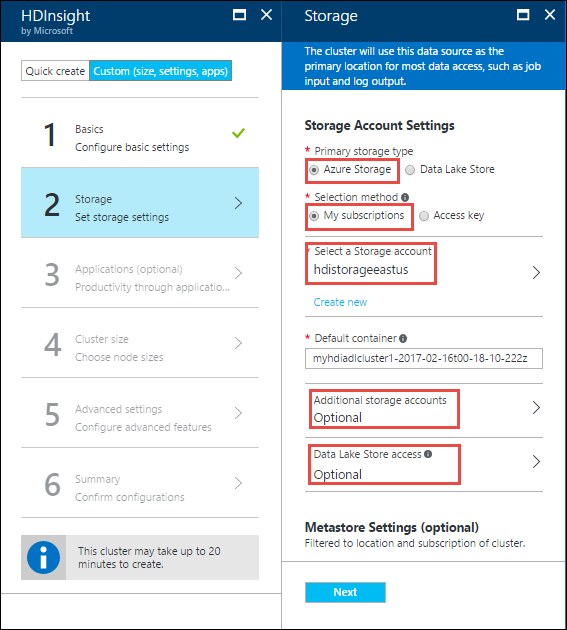 HDInsight
by Microsoft
Quick create
Custom (size, settings, apps)
1
Basics
Configure basic settings
2
Storage
Set storage settings
3
Applications (optional)
Productivity through applicatio...
4
Cluster size
Choose node sizes
5
Advanced settings
Configure advanced features
6
Summary
Confirm configurations
This cluster may take up to 20
minutes to create.
Storage
The cluster will use this data source as the
primary location for most data access, such as job
input and log output.
Storage Account Settings
* Primary storage type
Azure Storage
Data Lake Store
* Selection method
My subscriptions
Access key
* Select a Storage account
hdistorageeastus
Create new
* Default container
myhdiadlcluster1-2017-02-16t00-18-10-222z
Additional storage accounts
Optional
Data Lake Store access
Optional
Metastore Settings (optional)
Filtered to location and subscription of cluster.
Next